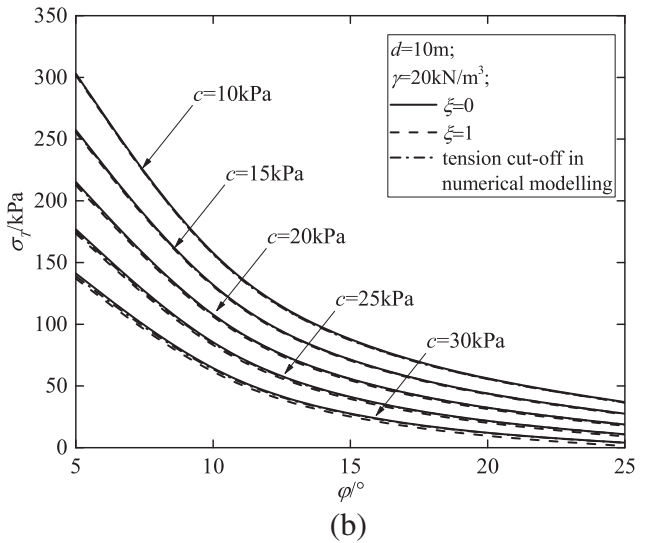 350
300
250
200
150
100
50
0
5
10
15
20
25
σT/kPa
φ/°
d=10m;
γ=20kN/m³;
ξ=0
ξ=1
tension cut-off in
numerical modelling
c=10kPa
c=15kPa
c=20kPa
c=25kPa
c=30kPa
(b)